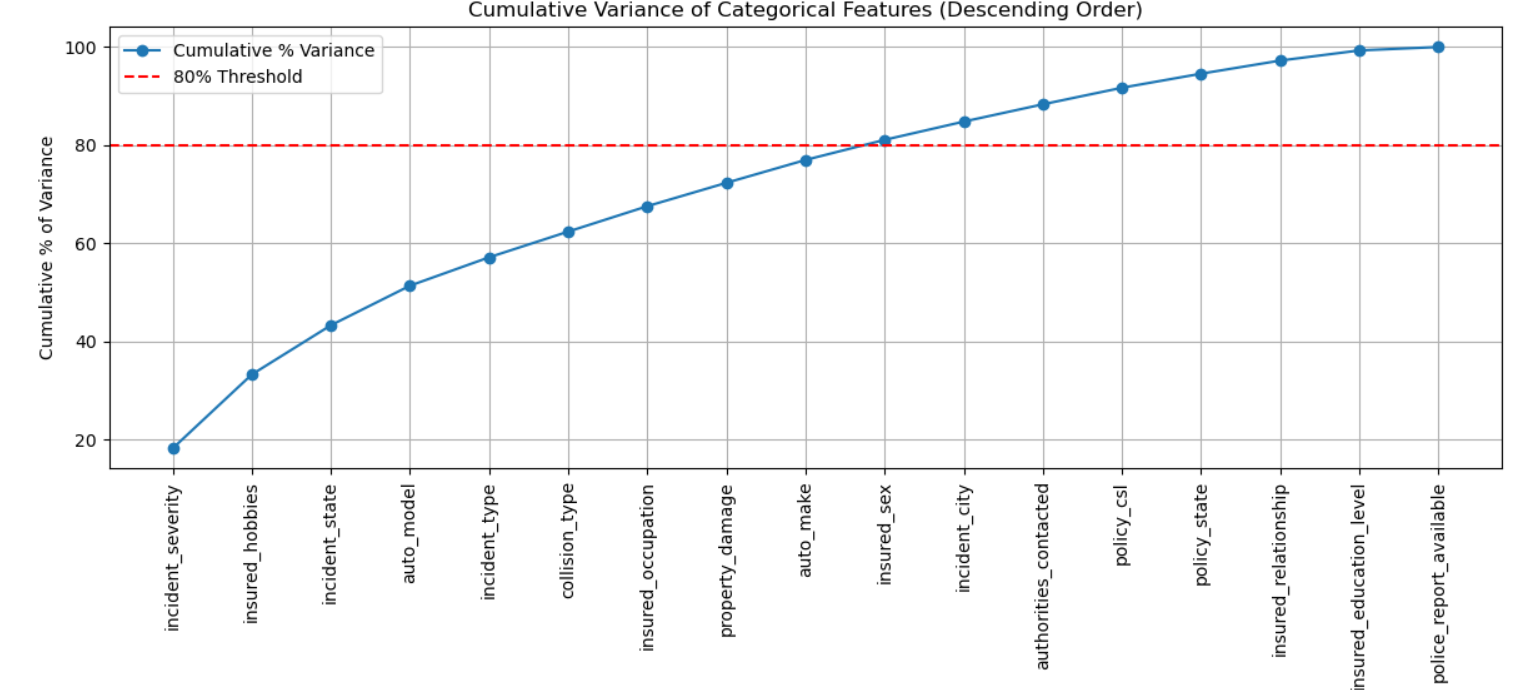 Cumulative Variance of Categorical Features (Descending Order)
Cumulative % Variance
80% Threshold
Cumulative % of Variance
100
80
60
40
20
incident_severity
insured_hobbies
incident_state
auto_model
incident_type
collision_type
insured_occupation
property_damage
auto_make
insured_sex
incident_city
authorities_contacted
policy_csl
policy_state
insured_relationship
insured_education_level
police_report_available